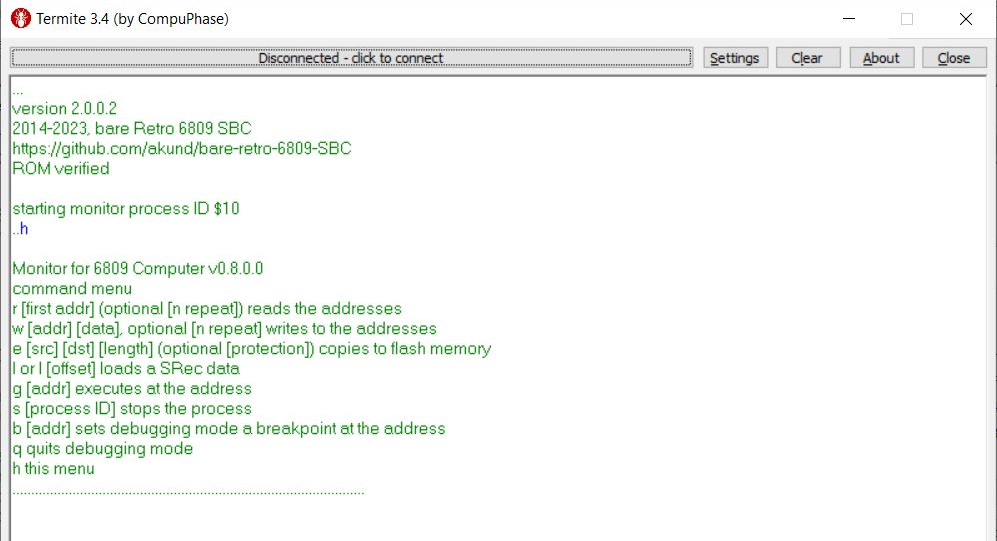 Termite 3.4 (by CompuPhase)
Disconnected - click to connect Settings Clear About Close
...
version 2.0.0.2
2014-2023, bare Retro 6809 SBC
https://github.com/akund/bare-retro-6809-SBC
ROM verified
starting monitor process ID $10
..h
Monitor for 6809 Computer v0.8.0.0
command menu
r [first addr] (optional [n repeat]) reads the addresses
w [addr] [data], optional [n repeat] writes to the addresses
e [src] [dst] [length] (optional [protection]) copies to flash memory
l or l [offset] loads a SRec data
g [addr] executes at the address
s [process ID] stops the process
b [addr] sets debugging mode a breakpoint at the address
q quits debugging mode
h this menu
..............................................................................................